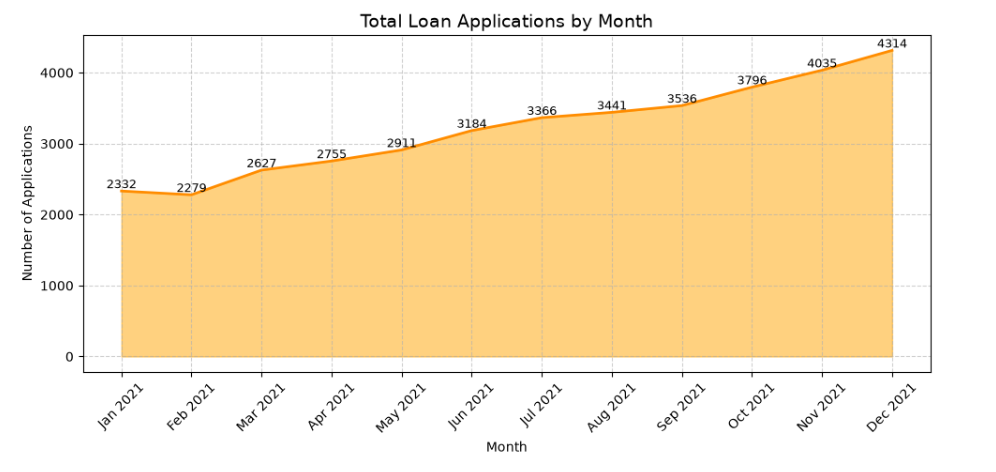 Total Loan Applications by Month
Number of Applications
4000
3000
2000
1000
0
2332
2279
2627
2755
2911
3184
3366
3441
3536
3796
4035
4314
Jan 2021
Feb 2021
Mar 2021
Apr 2021
May 2021
Jun 2021
Jul 2021
Aug 2021
Sep 2021
Oct 2021
Nov 2021
Dec 2021
Month